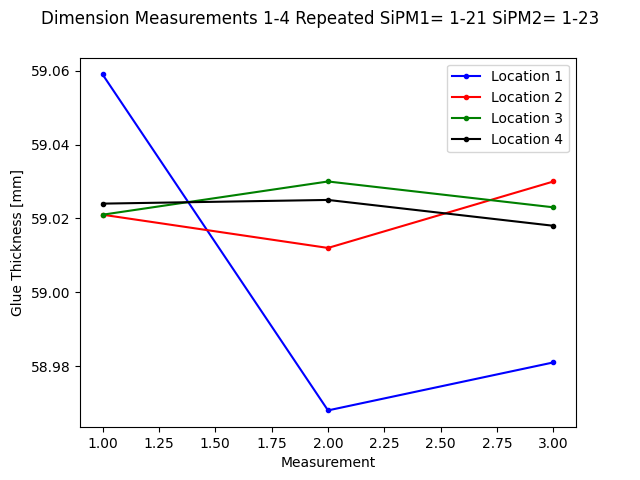 Dimension Measurements 1-4 Repeated SiPM1= 1-21 SiPM2= 1-23
59.06
59.04
59.02
59.00
58.98
Glue Thickness [mm]
Location 1
Location 2
Location 3
Location 4
1.00 1.25 1.50 1.75 2.00 2.25 2.50 2.75 3.00
Measurement